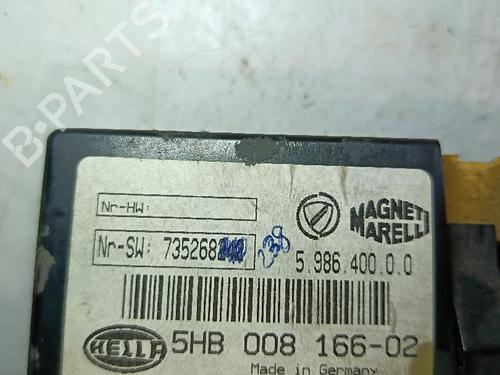 B-PARTS
Nr-HW:
MAGNETI
MARELLI
Nr-SW: 735268
5.986.400.0.0
HELLA
5HB 008 166-02
Made in Germany